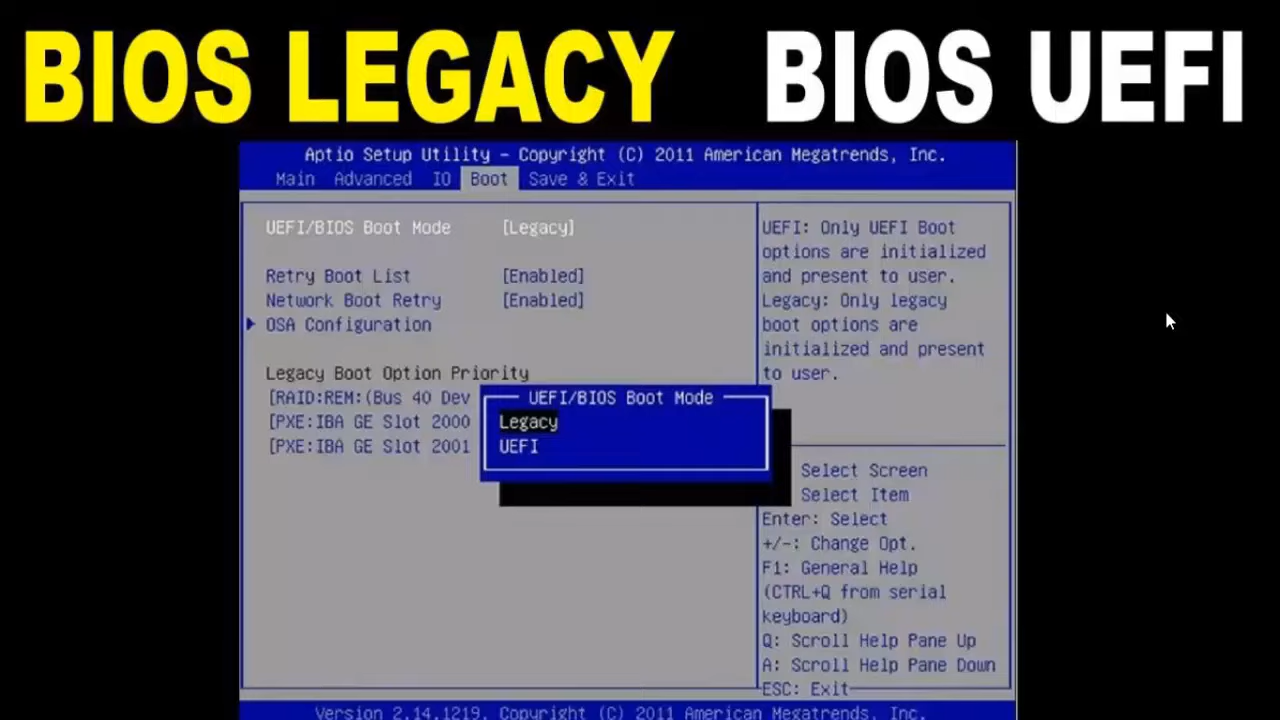 BIOS LEGACY BIOS UEFI
Aptio Setup Utility – Copyright (C) 2011 American Megatrends, Inc.
Main Advanced IO Boot Save & Exit
UEFI/BIOS Boot Mode [Legacy]
Retry Boot List [Enabled]
Network Boot Retry [Enabled]
OSA Configuration
Legacy Boot Option Priority
[RAID:REM:(Bus 40 Dev
[PXE:IBA GE Slot 2000
[PXE:IBA GE Slot 2001
UEFI/BIOS Boot Mode
Legacy
UEFI
UEFI: Only UEFI Boot
options are initialized
and present to user.
Legacy: Only legacy
boot options are
initialized and present
to user.
Select Screen
Select Item
Enter: Select
+/-: Change Opt.
F1: General Help
(CTRL+Q from serial
keyboard)
Q: Scroll Help Pane Up
A: Scroll Help Pane Down
ESC: Exit
Version 2.14.1219. Copyright (C) 2011 American Megatrends, Inc.